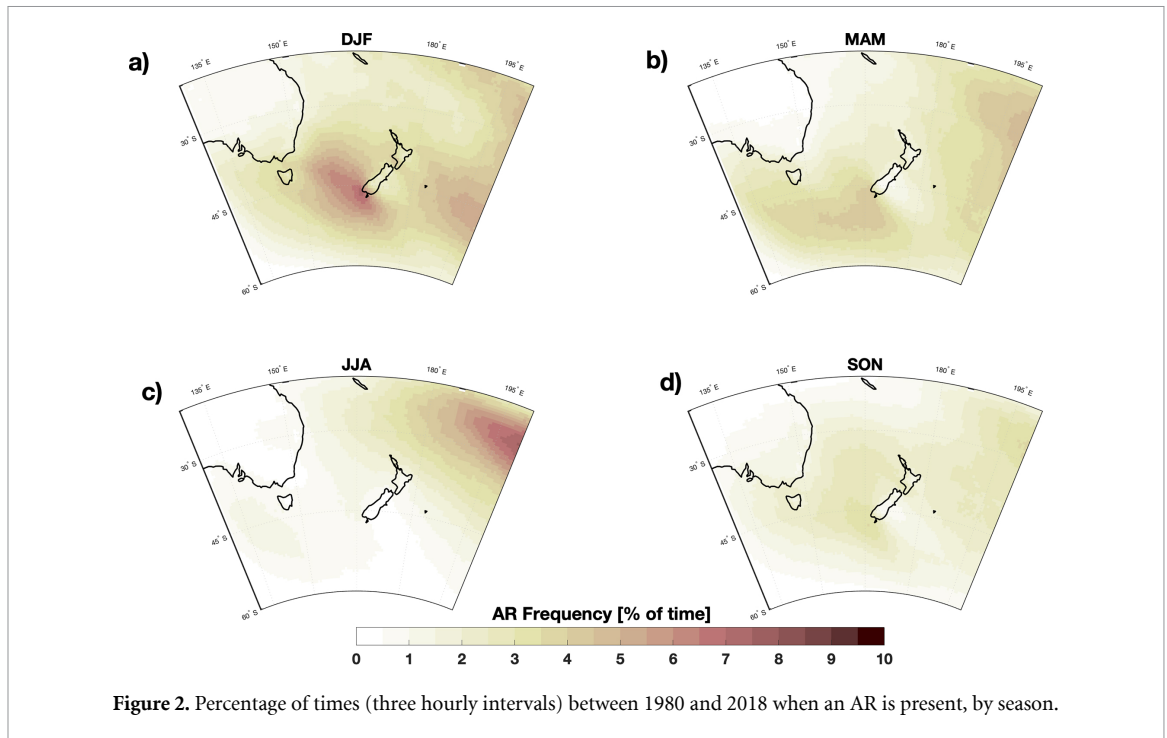 DJF
a)
135° E
150° E
180° E
195° E
30° S
45° S
60° S
MAM
b)
135° E
150° E
180° E
195° E
30° S
45° S
60° S
JJA
c)
135° E
150° E
180° E
195° E
30° S
45° S
60° S
SON
d)
135° E
150° E
180° E
195° E
30° S
45° S
60° S
AR Frequency [% of time]
0 1 2 3 4 5 6 7 8 9 10
Figure 2. Percentage of times (three hourly intervals) between 1980 and 2018 when an AR is present, by season.